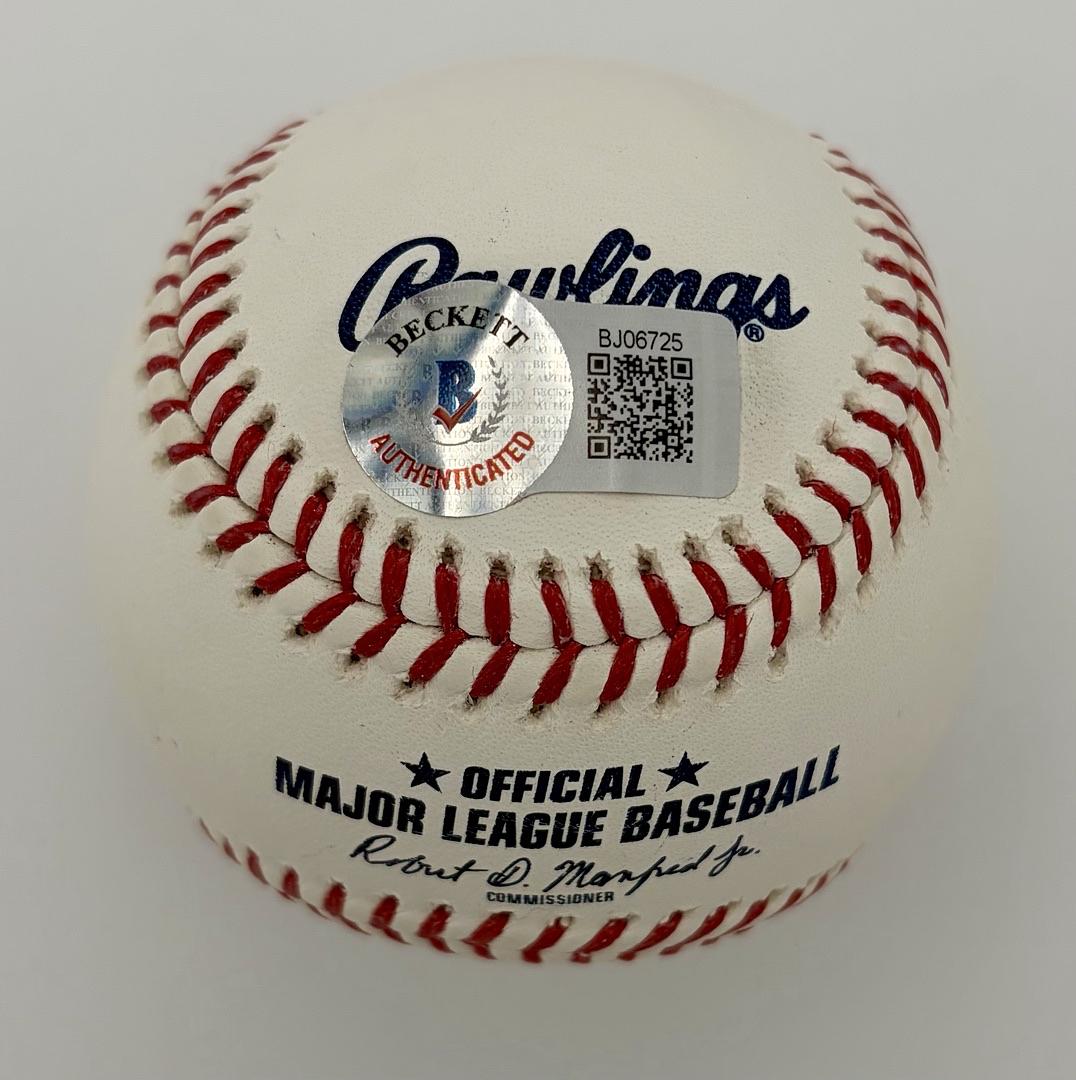 Rawlings®
BECKETT
B
AUTHENTICATED
BJ06725
★ OFFICIAL ★
MAJOR LEAGUE BASEBALL
Robert D. Manfred Jr.
COMMISSIONER